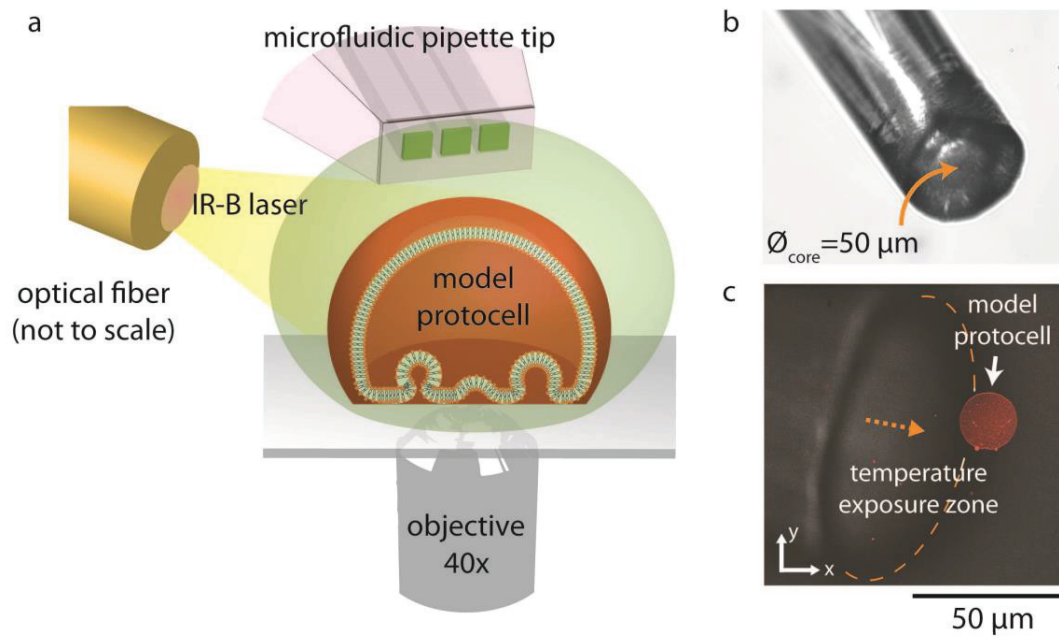 a
microfluidic pipette tip
IR-B laser
optical fiber
(not to scale)
model
protocell
objective
40x
b
Ø core=50 µm
c
model
protocell
temperature
exposure zone
y
x
50 µm